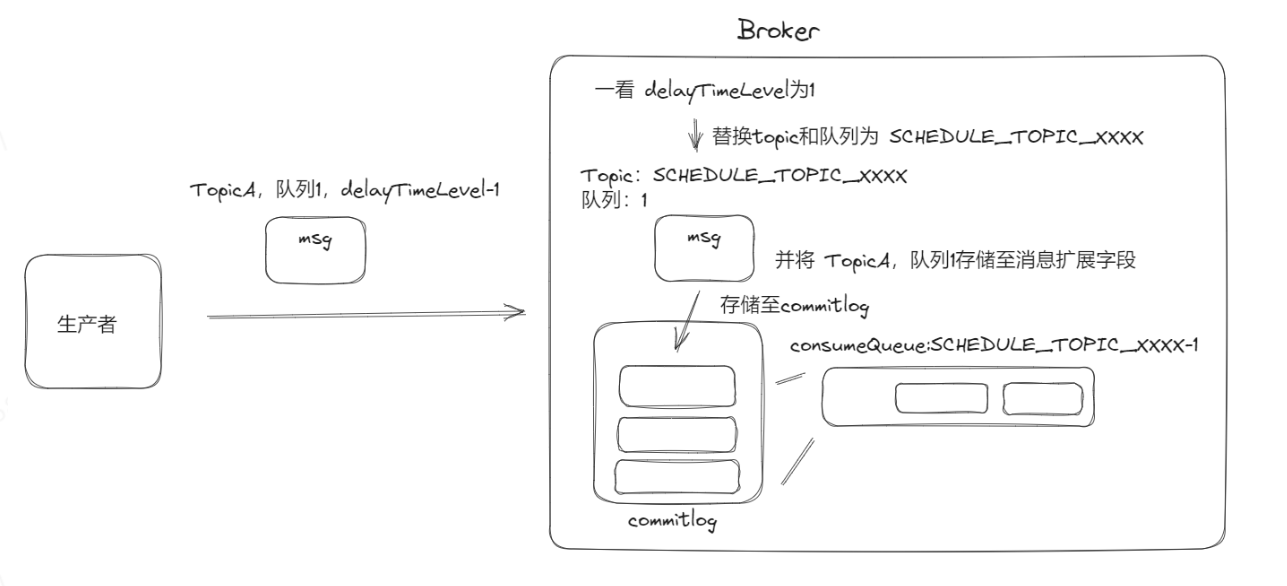 Broker
一看 delayTimeLevel为1
替换topic和队列为 SCHEDULE_TOPIC_XXXX
Topic：SCHEDULE_TOPIC_XXXX
队列：1
TopicA，队列1，delayTimeLevel-1
msg
msg
并将 TopicA，队列1存储至消息扩展字段
生产者
存储至commitlog
consumeQueue:SCHEDULE_TOPIC_XXXX-1
commitlog